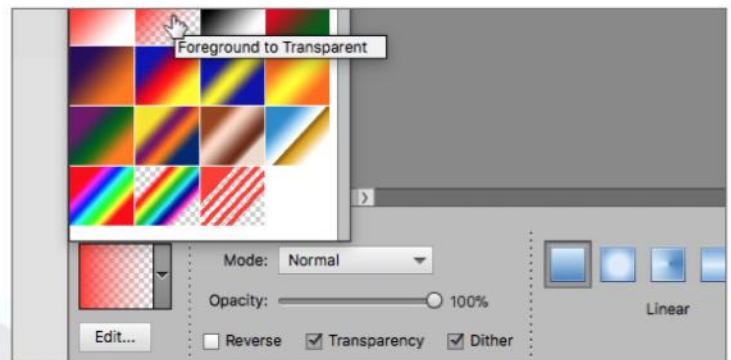 Foreground to Transparent
Mode: Normal
Opacity: 100%
Linear
Edit...
Reverse Transparency Dither